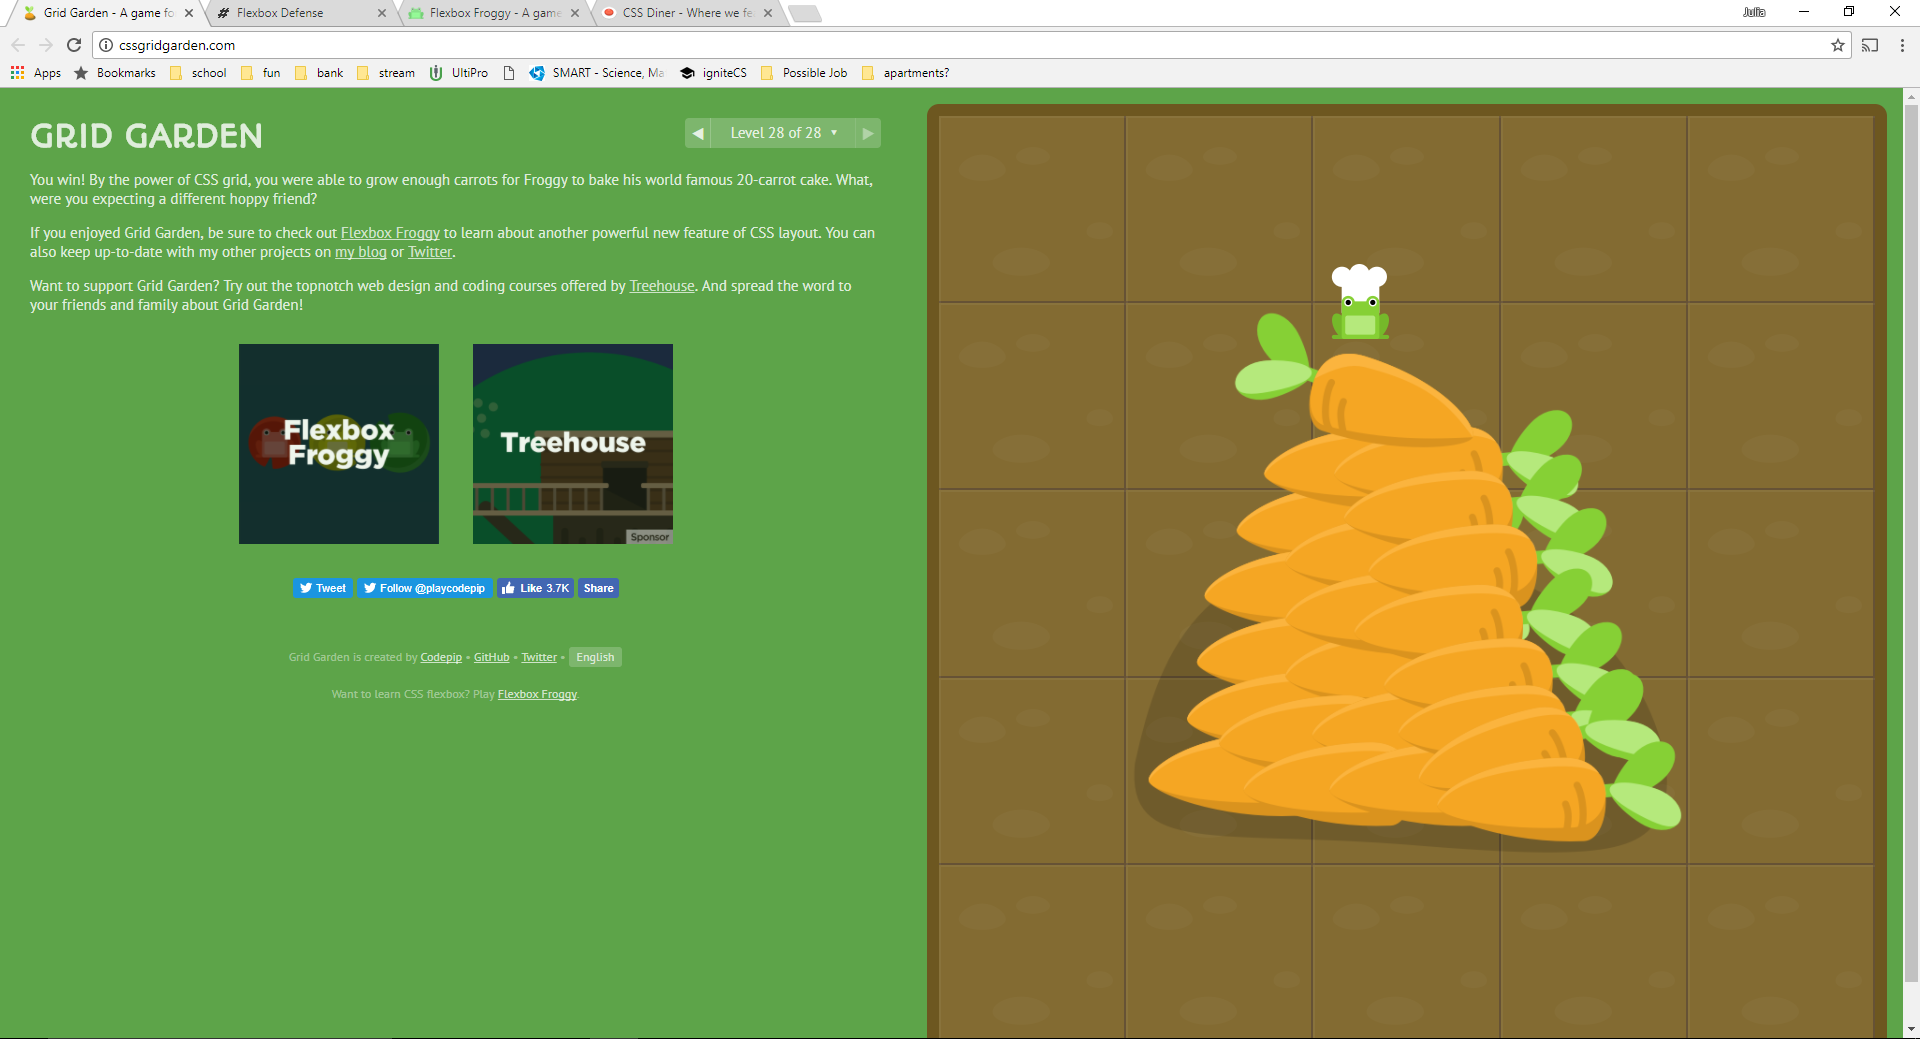 Grid Garden - A game fo
Flexbox Defense
Flexbox Froggy - A game
CSS Diner - Where we fe
Julia
cssgridgarden.com
Apps
Bookmarks
school
fun
bank
stream
UltiPro
SMART - Science, Ma
igniteCS
Possible Job
apartments?
GRID GARDEN
Level 28 of 28
You win! By the power of CSS grid, you were able to grow enough carrots for Froggy to bake his world famous 20-carrot cake. What,
were you expecting a different hoppy friend?
If you enjoyed Grid Garden, be sure to check out Flexbox Froggy to learn about another powerful new feature of CSS layout. You can
also keep up-to-date with my other projects on my blog or Twitter.
Want to support Grid Garden? Try out the topnotch web design and coding courses offered by Treehouse. And spread the word to
your friends and family about Grid Garden!
Flexbox
Froggy
Treehouse
Sponsor
Tweet
Follow @playcodepip
Like 3.7K
Share
Grid Garden is created by Codepip • GitHub • Twitter • English
Want to learn CSS flexbox? Play Flexbox Froggy.